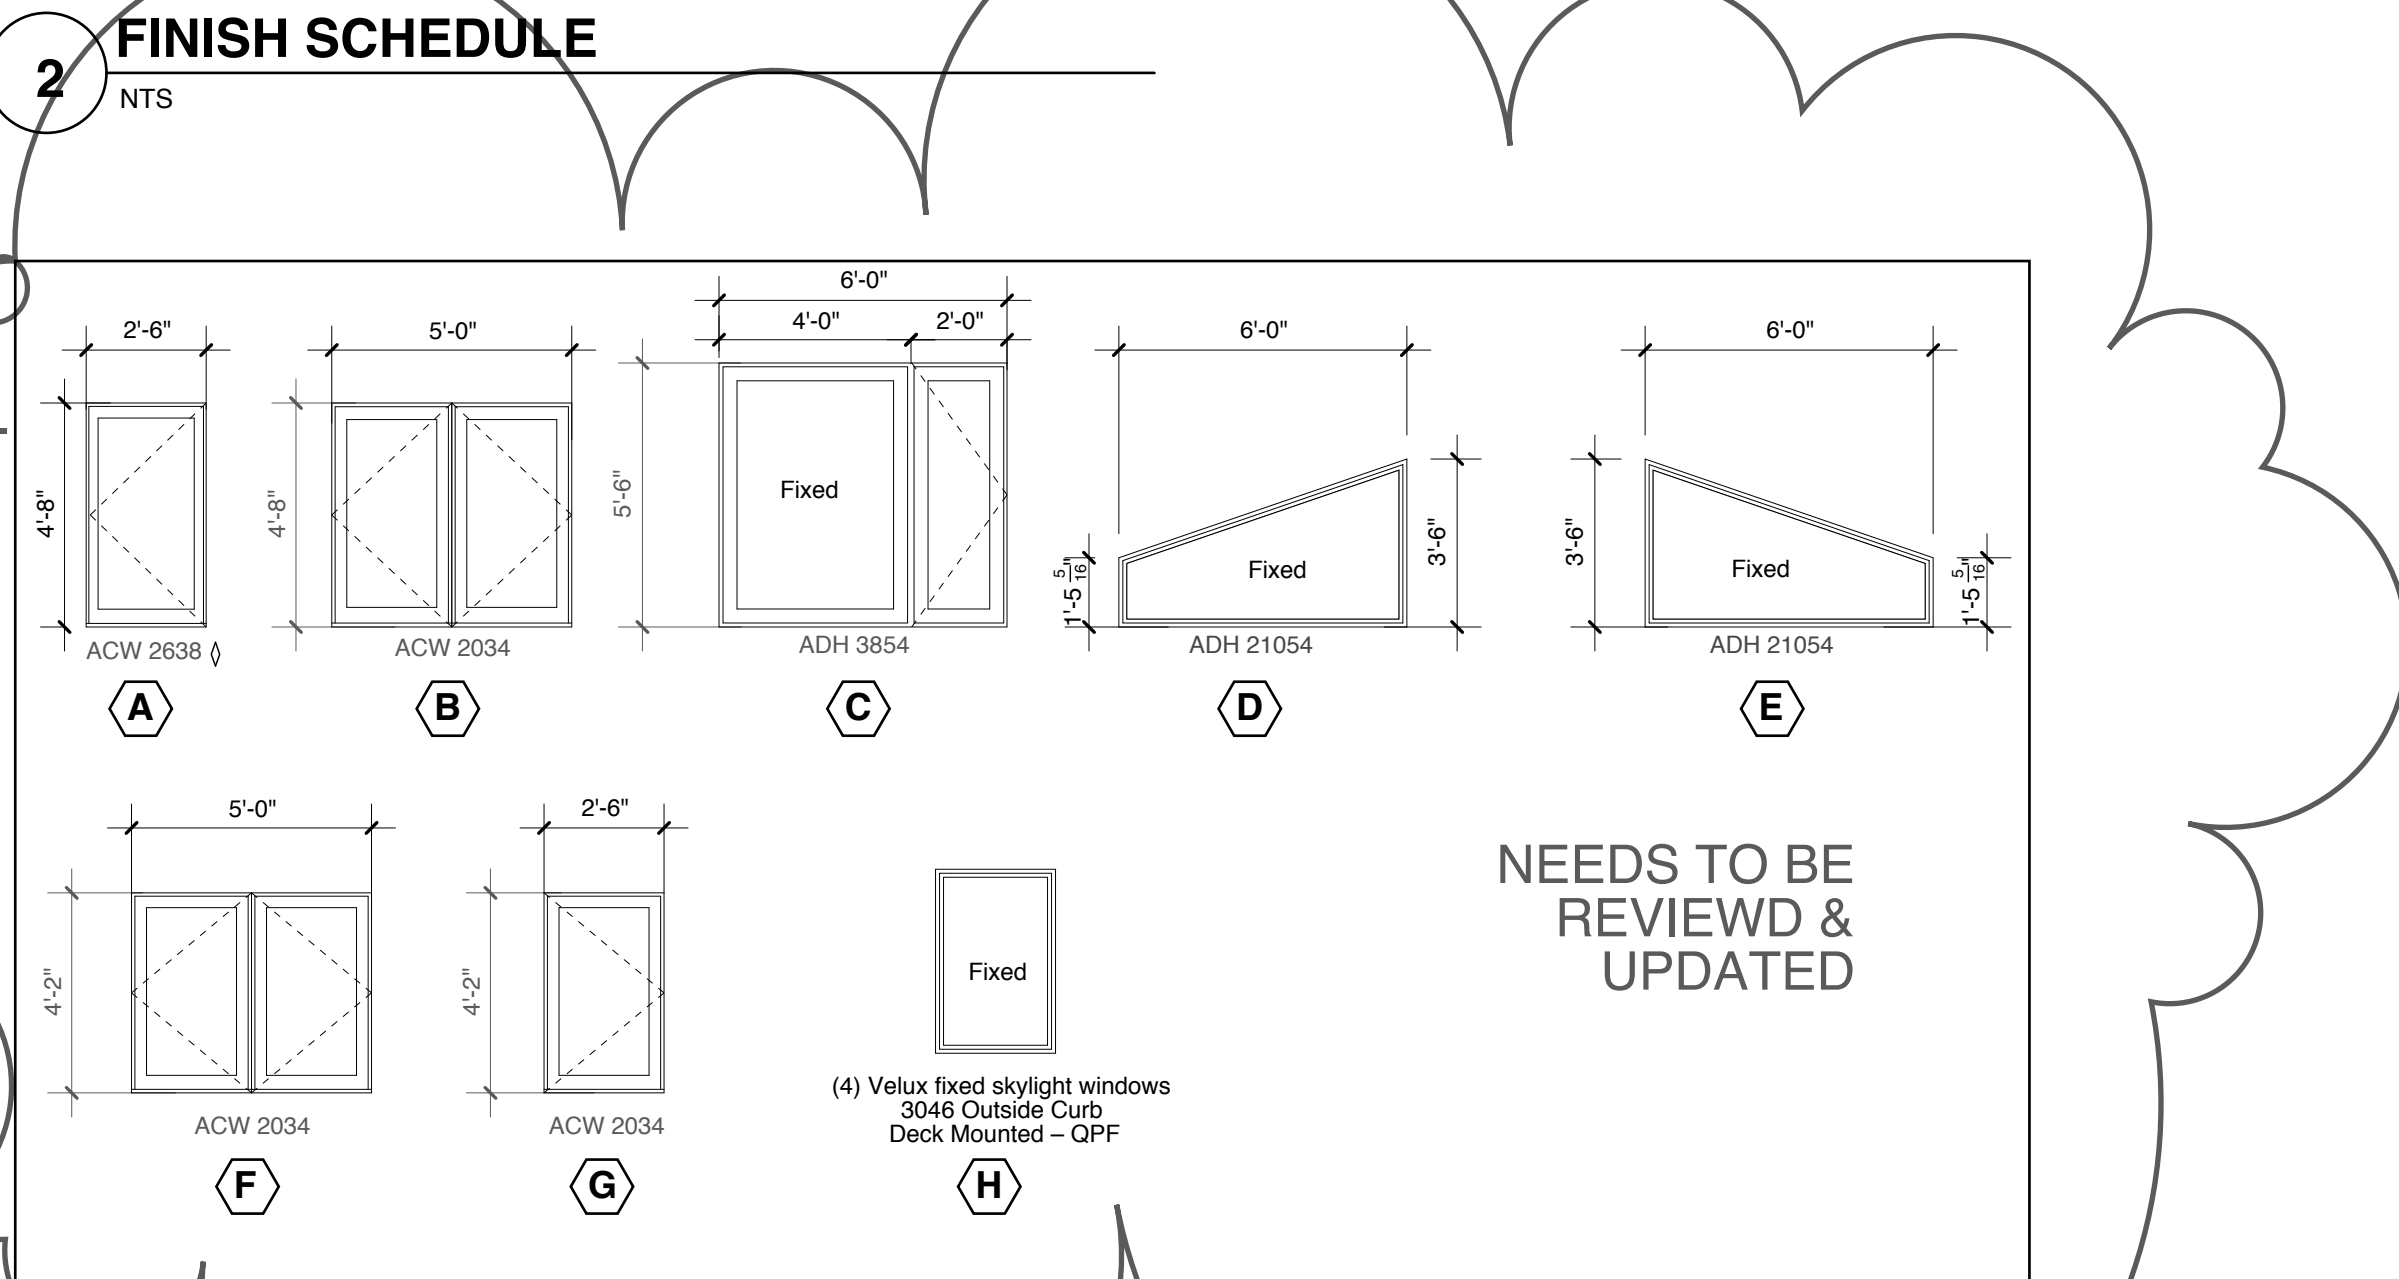 2
FINISH SCHEDULE
NTS
6'-0"
2'-6"
5'-0"
4'-0"
2'-0"
6'-0"
6'-0"
4'-8"
4'-8"
5'-6"
Fixed
1'-5 5/16"
Fixed
3'-6"
3'-6"
Fixed
1'-5 5/16"
ACW 2638
ACW 2034
ADH 3854
ADH 21054
ADH 21054
A
B
C
D
E
5'-0"
2'-6"
4'-2"
4'-2"
Fixed
NEEDS TO BE
REVIEWD &
UPDATED
ACW 2034
ACW 2034
(4) Velux fixed skylight windows
3046 Outside Curb
Deck Mounted – QPF
F
G
H